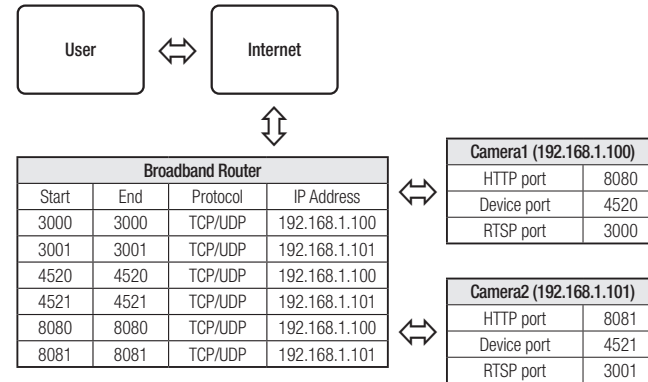 User
Internet
Broadband Router
Start End Protocol IP Address
3000 3000 TCP/UDP 192.168.1.100
3001 3001 TCP/UDP 192.168.1.101
4520 4520 TCP/UDP 192.168.1.100
4521 4521 TCP/UDP 192.168.1.101
8080 8080 TCP/UDP 192.168.1.100
8081 8081 TCP/UDP 192.168.1.101
Camera1 (192.168.1.100)
HTTP port 8080
Device port 4520
RTSP port 3000
Camera2 (192.168.1.101)
HTTP port 8081
Device port 4521
RTSP port 3001